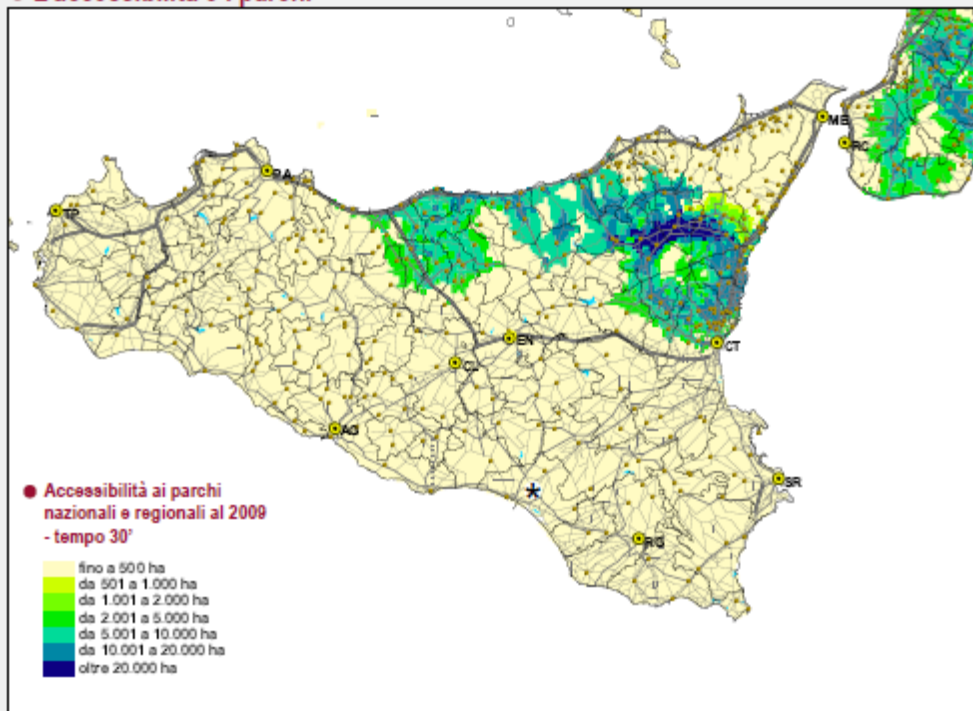 ME
RC
PA
TP
EN
CT
CL
AG
SR
RG
Accessibilità ai parchi
nazionali e regionali al 2009
- tempo 30'
fino a 500 ha
da 501 a 1.000 ha
da 1.001 a 2.000 ha
da 2.001 a 5.000 ha
da 5.001 a 10.000 ha
da 10.001 a 20.000 ha
oltre 20.000 ha